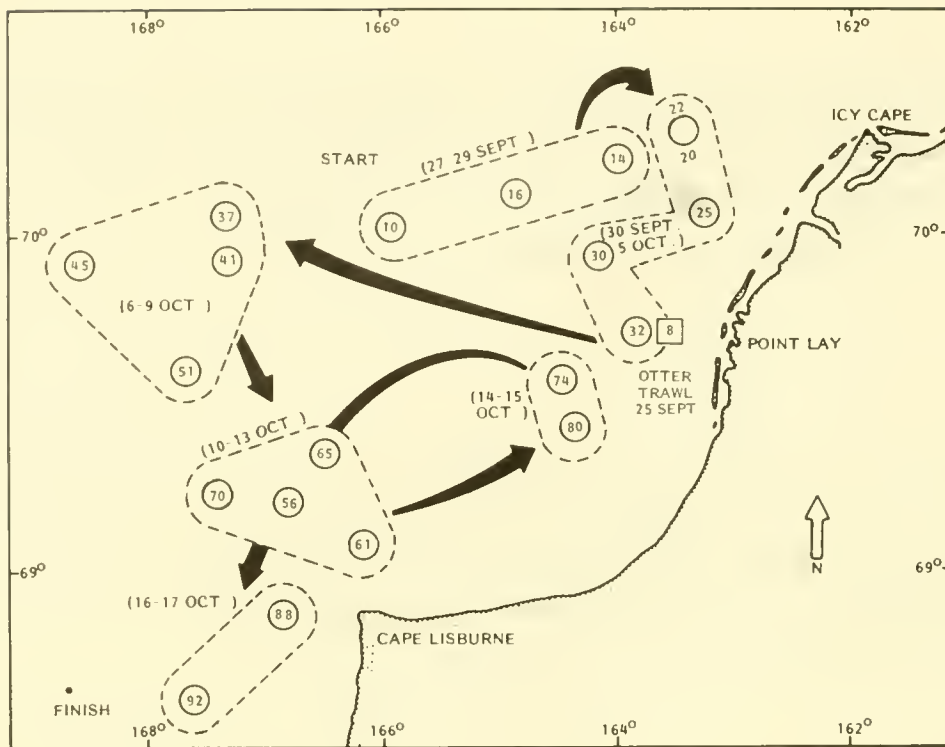 168° 166° 164° 162°
ICY CAPE
START
(27 29 SEPT)
22
20
14
16
10
25
(30 SEPT
5 OCT)
30
37
41
45
(6-9 OCT)
51
70°
70°
32
8
POINT LAY
OTTER
TRAWL
25 SEPT
74
(14-15
OCT)
80
(10-13 OCT)
65
70
56
61
N
69°
69°
(16-17 OCT)
88
CAPE LISBURNE
92
FINISH
168° 166° 164° 162°